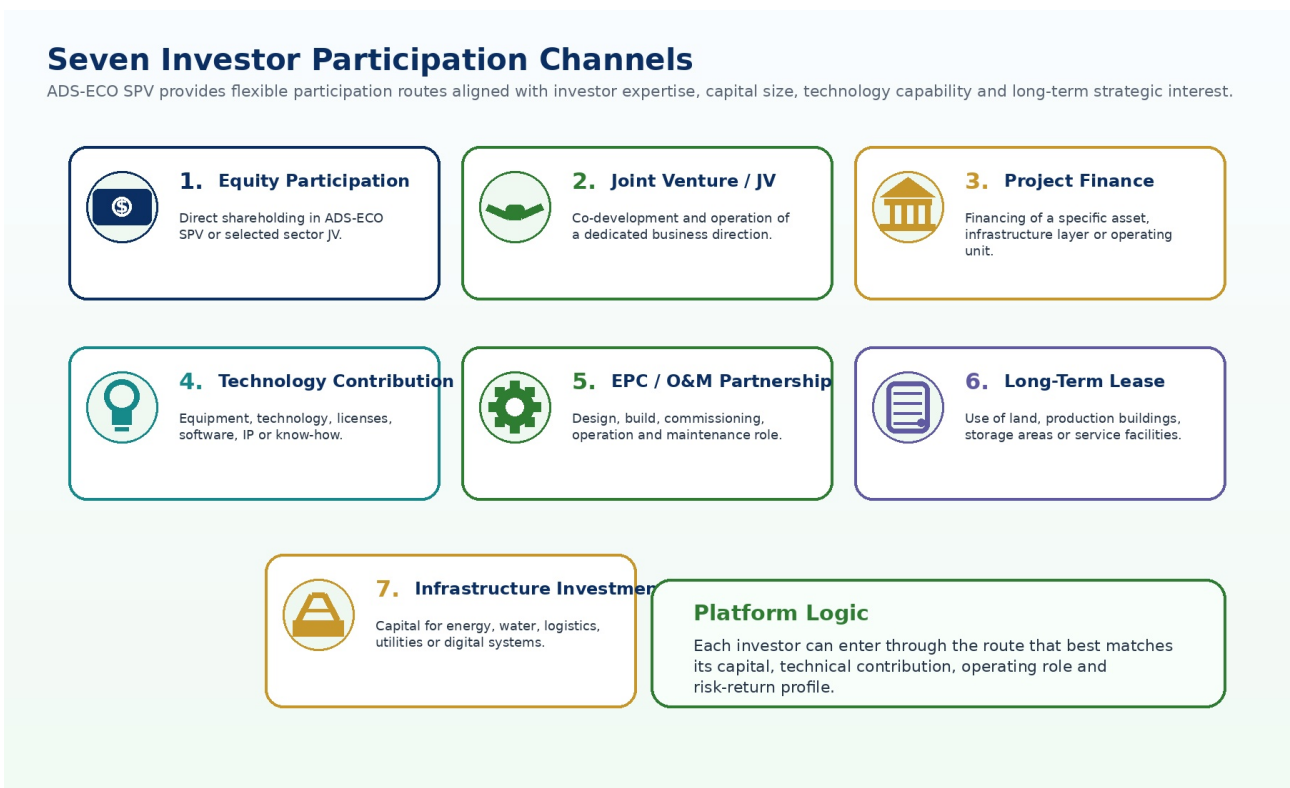 Seven Investor Participation Channels
ADS-ECO SPV provides flexible participation routes aligned with investor expertise, capital size, technology capability and long-term strategic interest.
1. Equity Participation
Direct shareholding in ADS-ECO
SPV or selected sector JV.
2. Joint Venture / JV
Co-development and operation of
a dedicated business direction.
3. Project Finance
Financing of a specific asset,
infrastructure layer or operating
unit.
4. Technology Contribution
Equipment, technology, licenses,
software, IP or know-how.
5. EPC / O&M Partnership
Design, build, commissioning,
operation and maintenance role.
6. Long-Term Lease
Use of land, production buildings,
storage areas or service facilities.
7. Infrastructure Investmen
Capital for energy, water, logistics,
utilities or digital systems.
Platform Logic
Each investor can enter through the route that best matches
its capital, technical contribution, operating role and
risk-return profile.
$